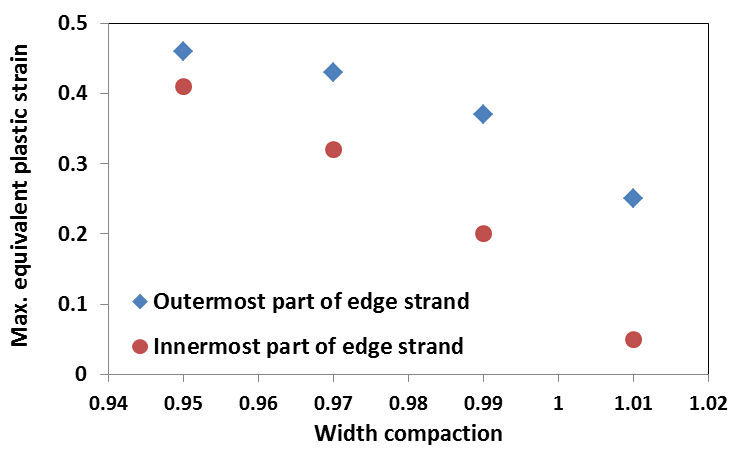 0.5
0.4
0.3
0.2
0.1
0
Max. equivalent plastic strain
Outermost part of edge strand
Innermost part of edge strand
0.94 0.95 0.96 0.97 0.98 0.99 1 1.01 1.02
Width compaction